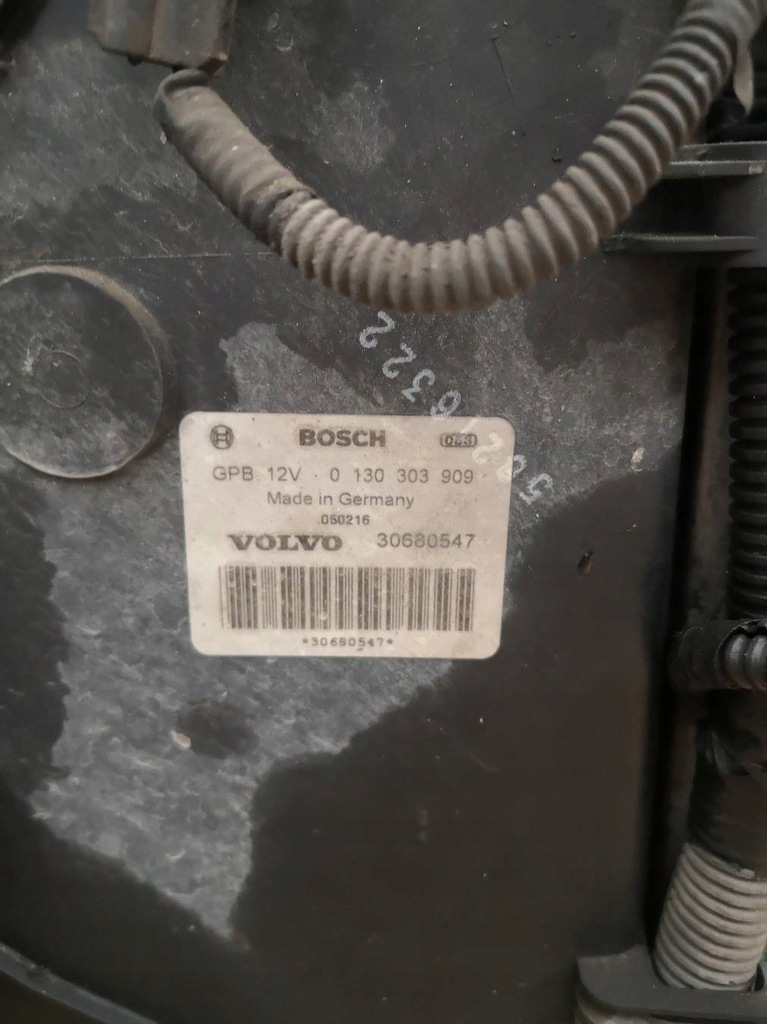 BOSCH
GPB 12V · 0 130 303 909
Made in Germany
050216
VOLVO 30680547
*30680547*